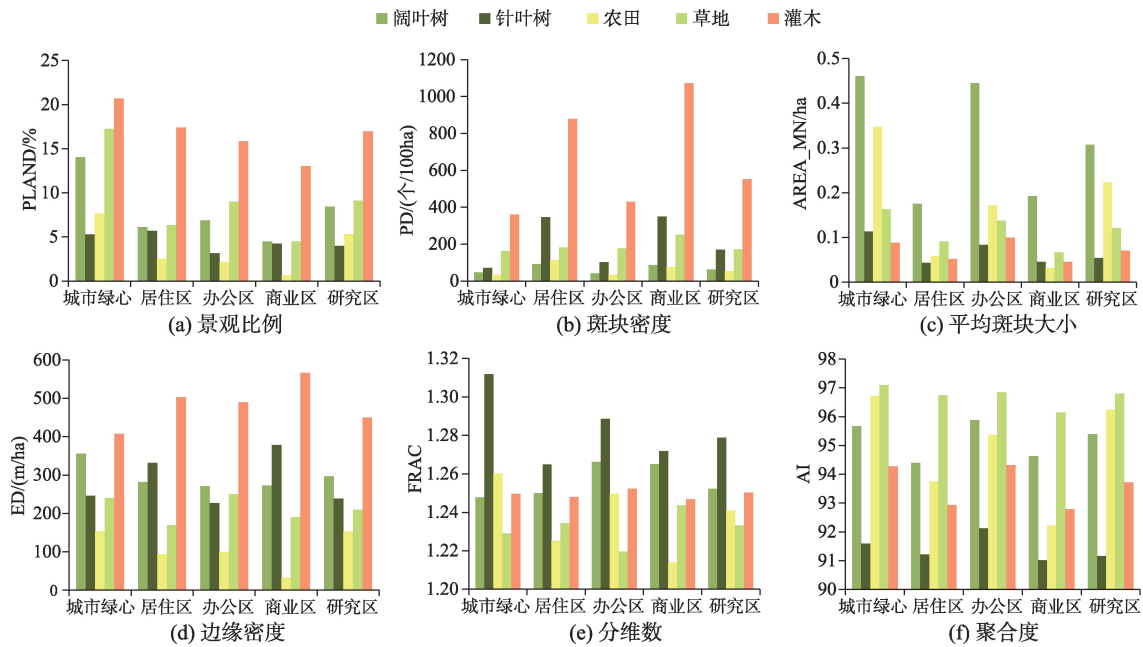 阔叶树 针叶树 农田 草地 灌木
PLAND/%
25
20
15
10
5
0
城市绿心 居住区 办公区 商业区 研究区
(a) 景观比例
PD/(个/100ha)
1200
1000
800
600
400
200
0
城市绿心 居住区 办公区 商业区 研究区
(b) 斑块密度
AREA_MN/ha
0.5
0.4
0.3
0.2
0.1
0
城市绿心 居住区 办公区 商业区 研究区
(c) 平均斑块大小
ED/(m/ha)
600
500
400
300
200
100
0
城市绿心 居住区 办公区 商业区 研究区
(d) 边缘密度
FRAC
1.32
1.30
1.28
1.26
1.24
1.22
1.20
城市绿心 居住区 办公区 商业区 研究区
(e) 分维数
AI
98
97
96
95
94
93
92
91
90
城市绿心 居住区 办公区 商业区 研究区
(f) 聚合度